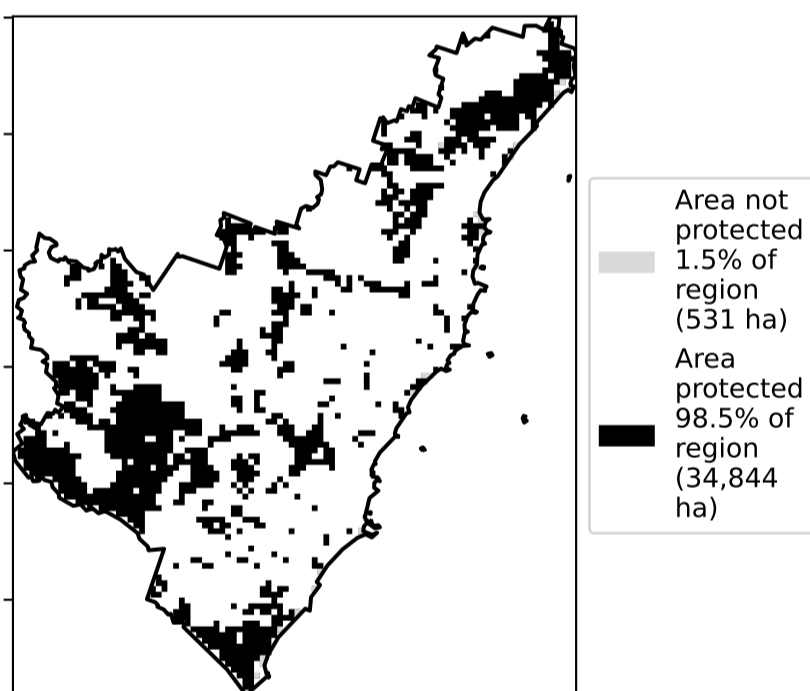 Area not
protected
1.5% of
region
(531 ha)
Area
protected
98.5% of
region
(34,844
ha)